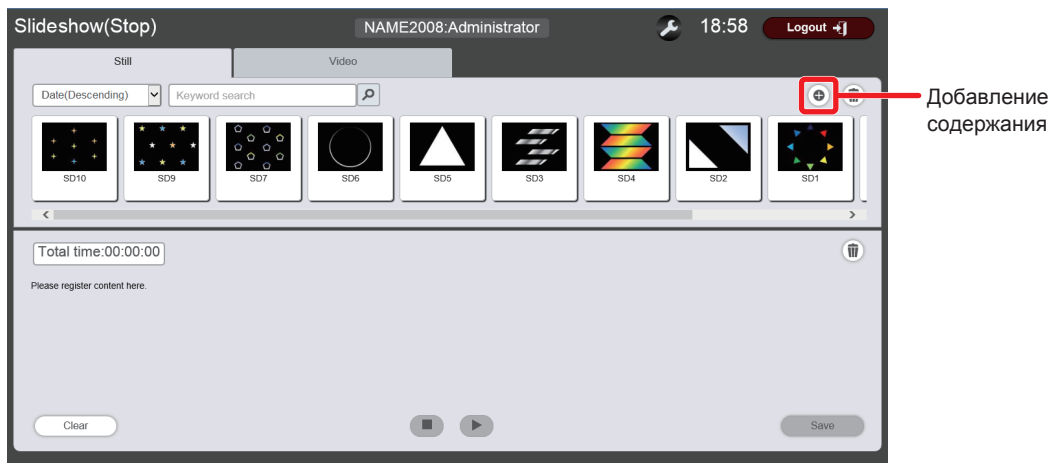 Slideshow(Stop)
NAME2008:Administrator
18:58
Logout
Still
Video
Date(Descending)
Keyword search
Добавление
содержания
SD10
SD9
SD7
SD6
SD5
SD3
SD4
SD2
SD1
Total time:00:00:00
Please register content here.
Clear
Save